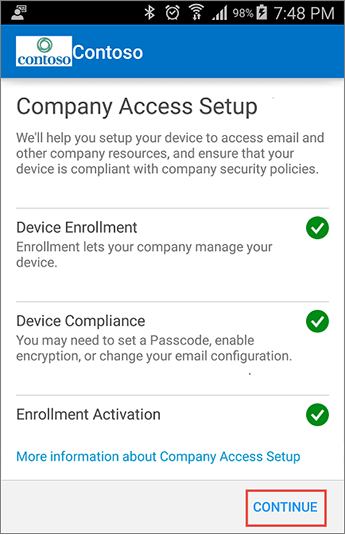 98% 7:48 PM
contoso Contoso
Company Access Setup
We'll help you setup your device to access email and
other company resources, and ensure that your
device is compliant with company security policies.
Device Enrollment
Enrollment lets your company manage your
device.
Device Compliance
You may need to set a Passcode, enable
encryption, or change your email configuration.
Enrollment Activation
More information about Company Access Setup
CONTINUE